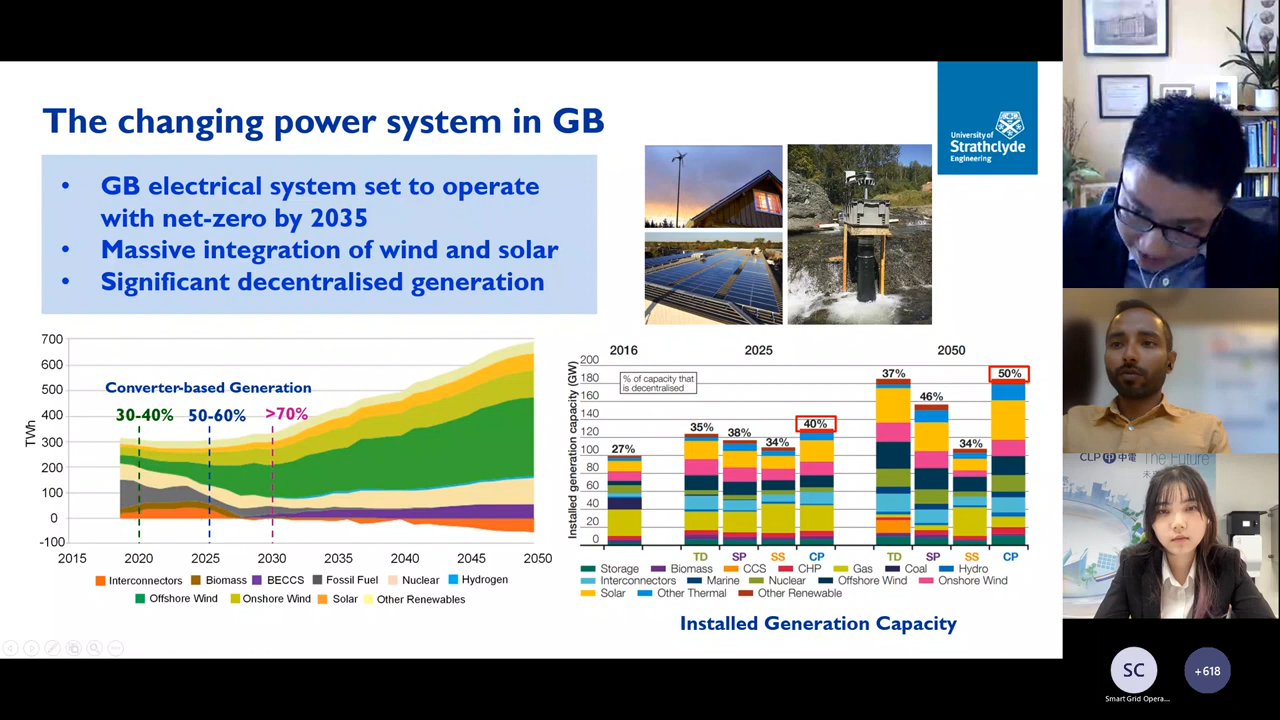 The changing power system in GB
University of
Strathclyde
Engineering
• GB electrical system set to operate
with net-zero by 2035
• Massive integration of wind and solar
• Significant decentralised generation
700
600
500
400
300
200
100
0
-100
TWh
Converter-based Generation
30-40% 50-60% >70%
2015 2020 2025 2030 2035 2040 2045 2050
Interconnectors Biomass BECCS Fossil Fuel Nuclear Hydrogen
Offshore Wind Onshore Wind Solar Other Renewables
2016 2025 2050
Installed generation capacity (GW)
200
180
160
140
120
100
80
60
40
20
0
% of capacity that
is decentralised
27%
35% 38% 34% 40%
37% 46% 34% 50%
TD SP SS CP TD SP SS CP
Storage Biomass CCS CHP Gas Coal Hydro
Interconnectors Marine Nuclear Offshore Wind Onshore Wind
Solar Other Thermal Other Renewable
Installed Generation Capacity
CLP 中電 The Future
SC
+618
Smart Grid Opera...